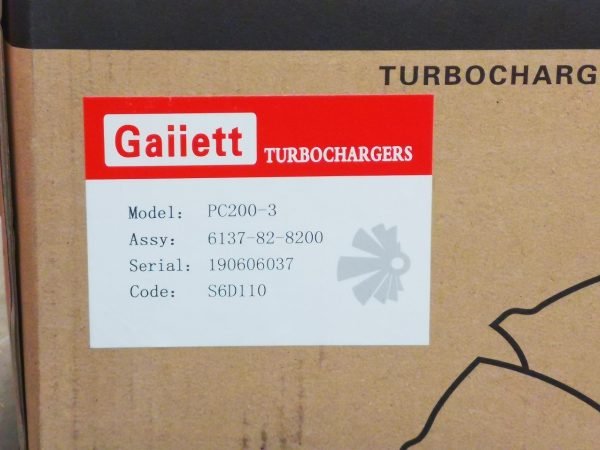 TURBOCHARG
Gaiiett TURBOCHARGERS
Model: PC200-3
Assy: 6137-82-8200
Serial: 190606037
Code: S6D110